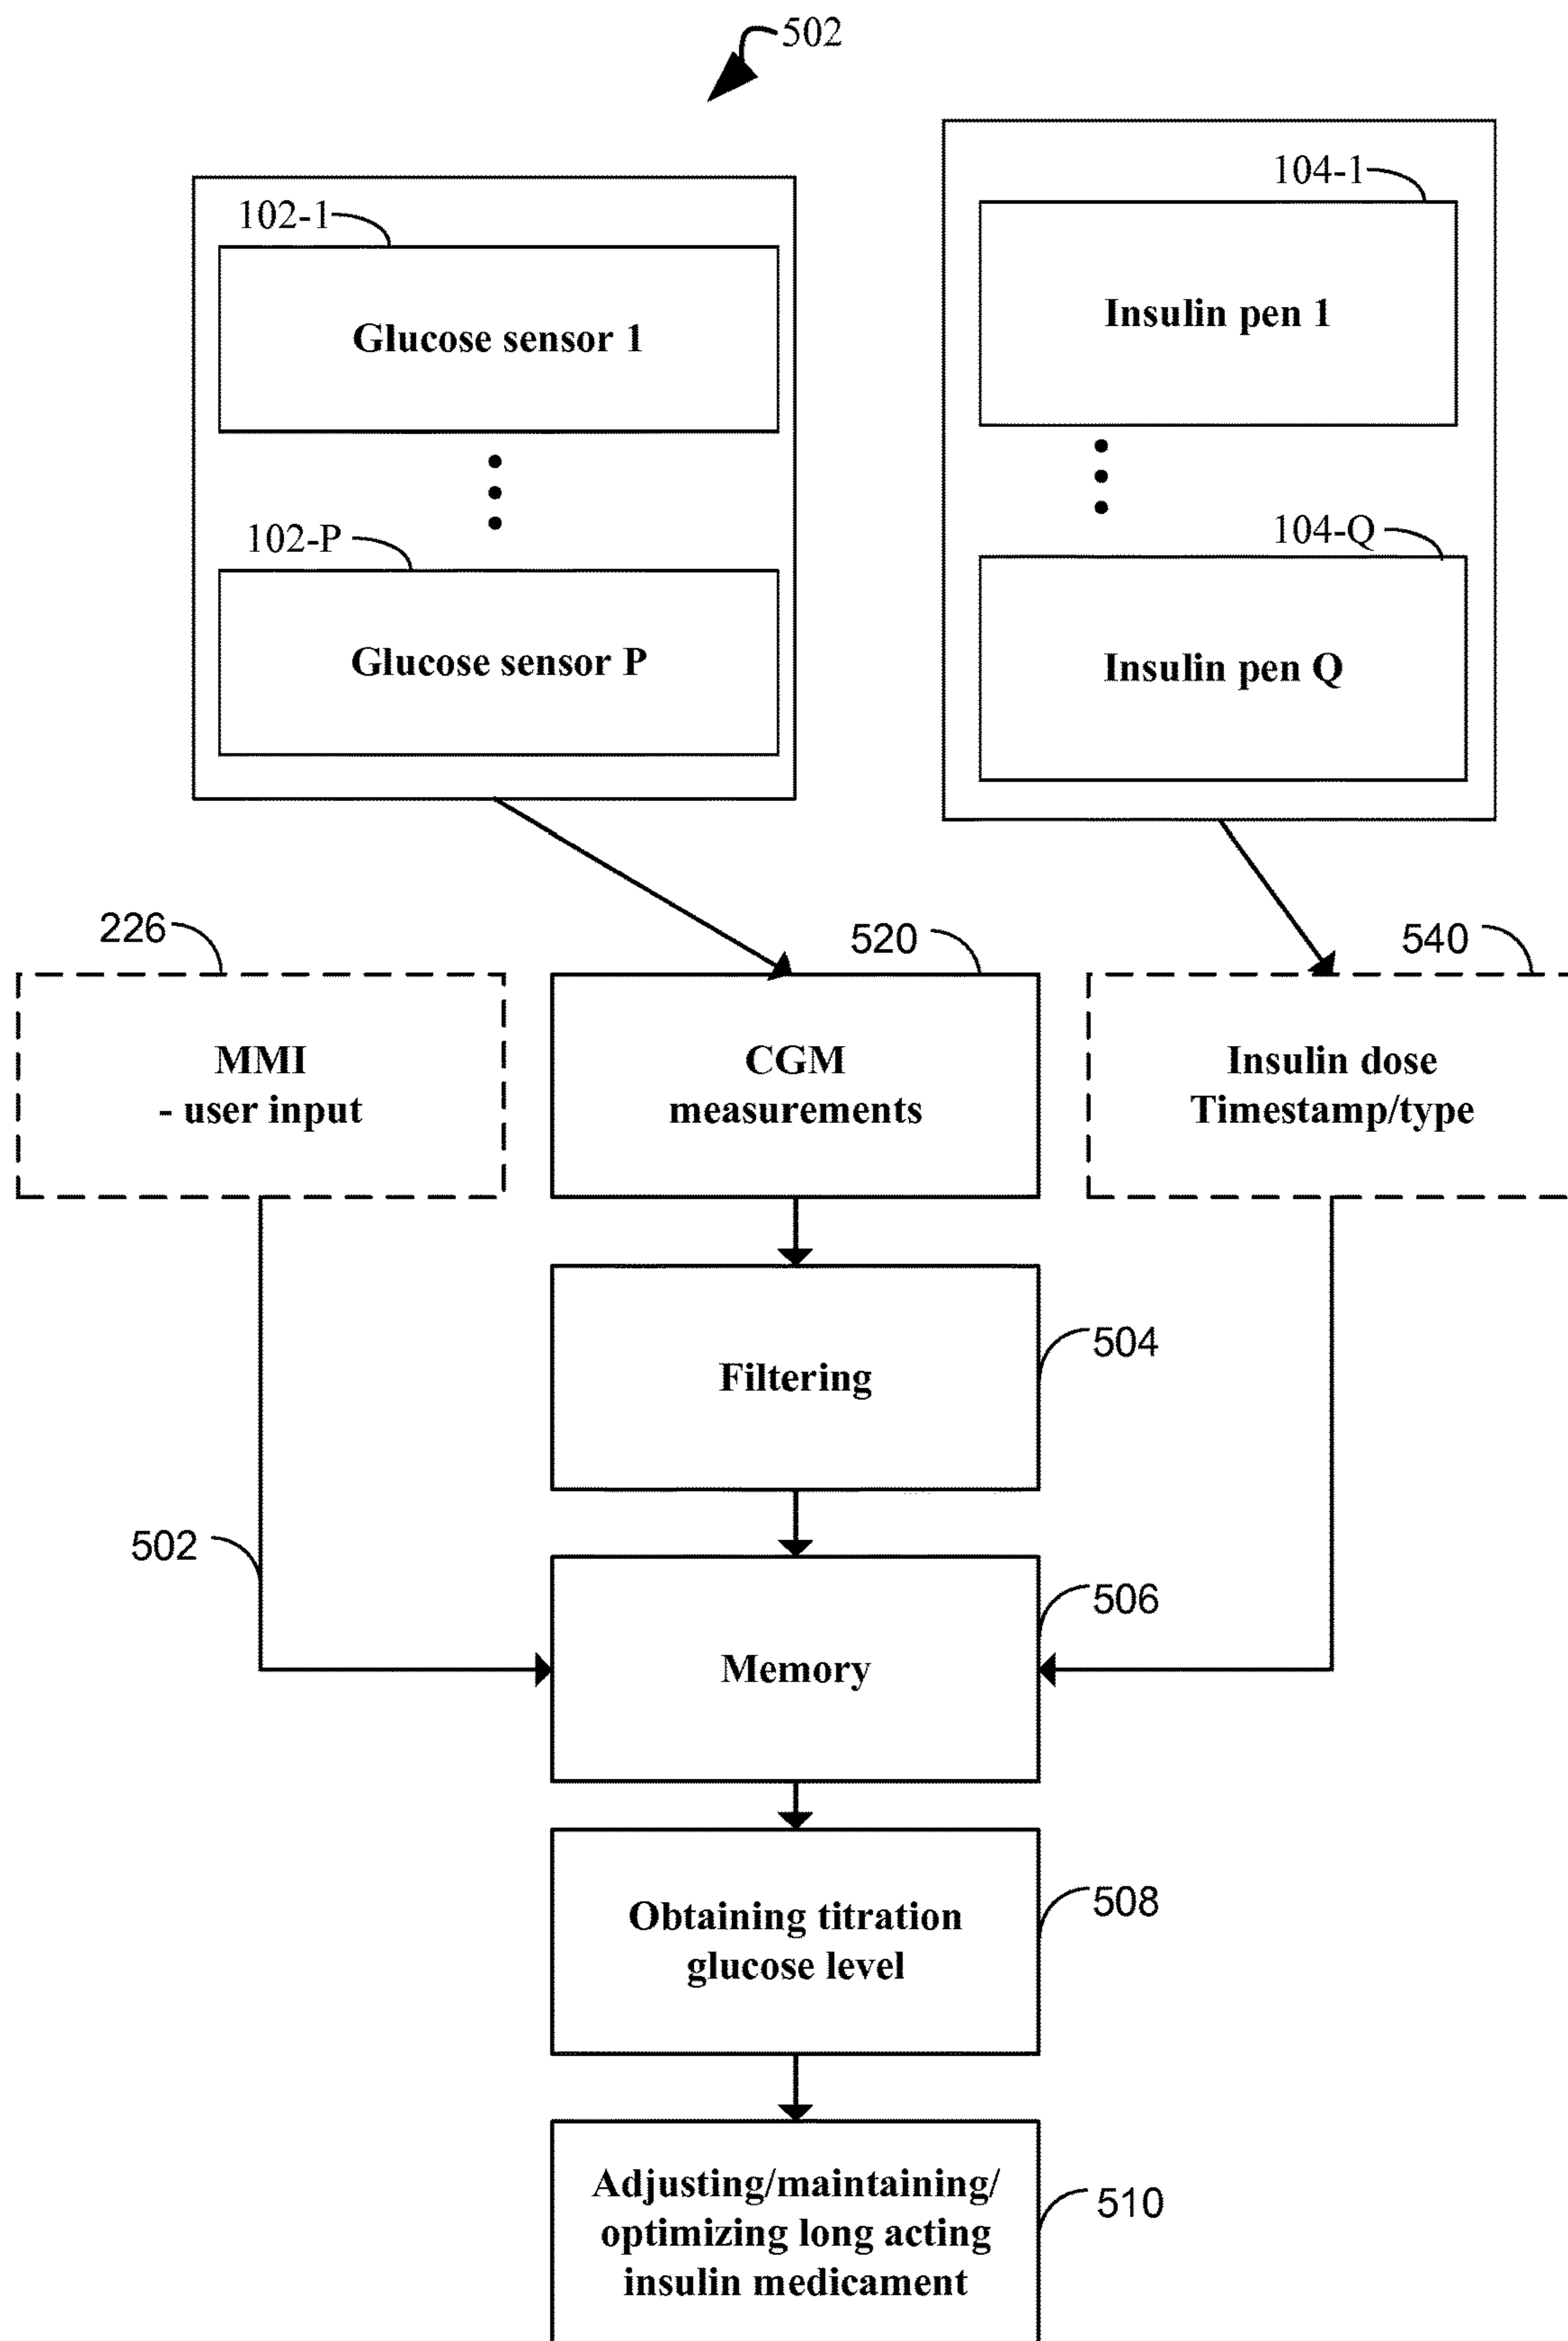 502
102-1
Glucose sensor 1
102-P
Glucose sensor P
104-1
Insulin pen 1
104-Q
Insulin pen Q
226
MMI
- user input
520
CGM
measurements
540
Insulin dose
Timestamp/type
Filtering
504
502
Memory
506
Obtaining titration
glucose level
508
Adjusting/maintaining/
optimizing long acting
insulin medicament
510